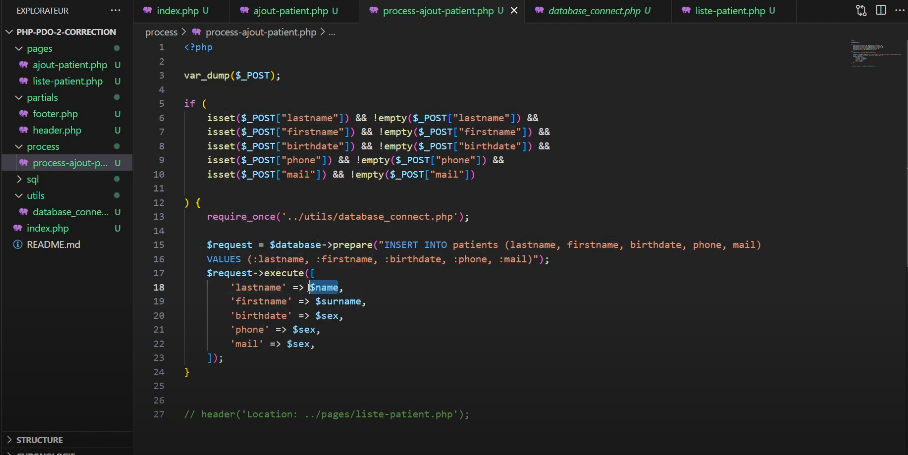 EXPLORATEUR ...
index.php U
ajout-patient.php U
process-ajout-patient.php U
database_connect.php U
liste-patient.php U
...
PHP-PDO-2-CORRECTION
pages
ajout-patient.php U
liste-patient.php U
partials
footer.php U
header.php U
process
process-ajout-p... U
sql
utils
database_conne... U
index.php U
README.md
STRUCTURE
process > process-ajout-patient.php > ...
1 <?php
2
3 var_dump($_POST);
4
5 if (
6 isset($_POST["lastname"]) && !empty($_POST["lastname"]) &&
7 isset($_POST["firstname"]) && !empty($_POST["firstname"]) &&
8 isset($_POST["birthdate"]) && !empty($_POST["birthdate"]) &&
9 isset($_POST["phone"]) && !empty($_POST["phone"]) &&
10 isset($_POST["mail"]) && !empty($_POST["mail"])
11
12 ) {
13 require_once('../utils/database_connect.php');
14
15 $request = $database->prepare("INSERT INTO patients (lastname, firstname, birthdate, phone, mail)
16 VALUES (:lastname, :firstname, :birthdate, :phone, :mail)");
17 $request->execute([
18 'lastname' => $name,
19 'firstname' => $surname,
20 'birthdate' => $sex,
21 'phone' => $sex,
22 'mail' => $sex,
23 ]);
24 }
25
26
27 // header('Location: ../pages/liste-patient.php');